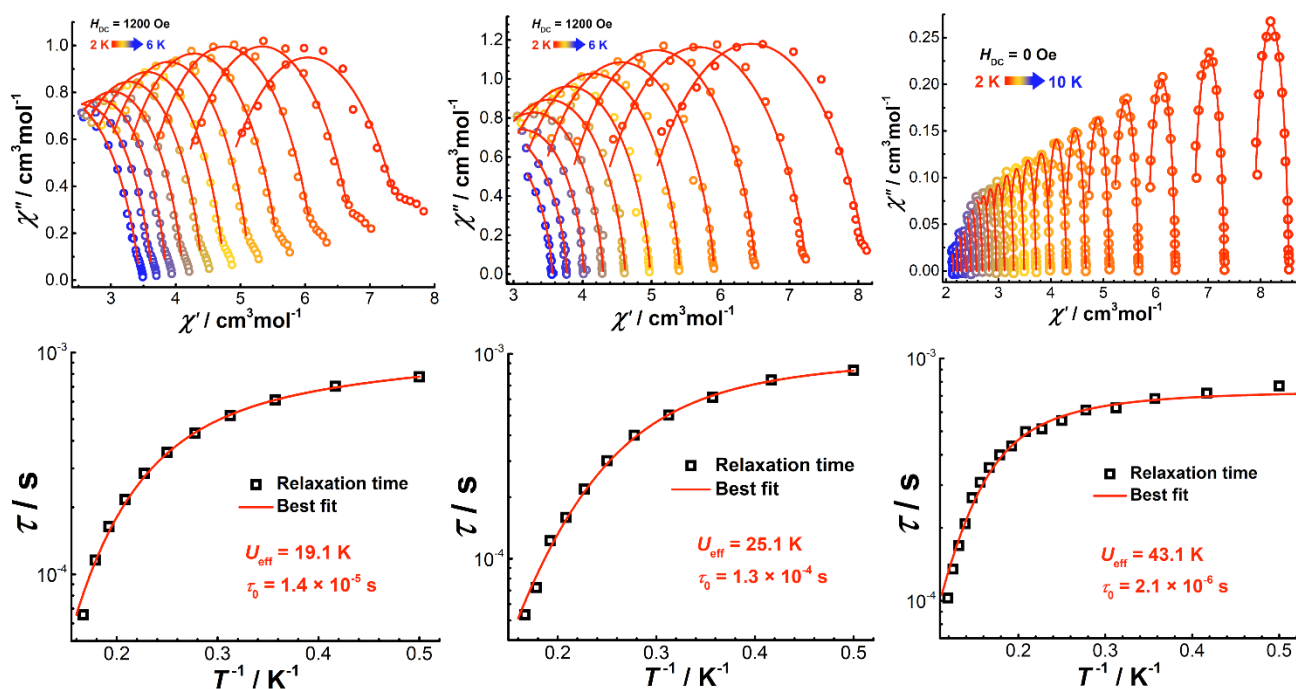 H_DC = 1200 Oe
2 K 6 K
1.0
0.8
0.6
0.4
0.2
0.0
3 4 5 6 7 8
χ″ / cm³mol⁻¹
χ′ / cm³mol⁻¹
H_DC = 1200 Oe
2 K 6 K
1.2
1.0
0.8
0.6
0.4
0.2
0.0
3 4 5 6 7 8
χ″ / cm³mol⁻¹
χ′ / cm³mol⁻¹
H_DC = 0 Oe
2 K 10 K
0.25
0.20
0.15
0.10
0.05
0.00
2 3 4 5 6 7 8
χ″ / cm³mol⁻¹
χ′ / cm³mol⁻¹
10⁻³
10⁻⁴
τ / s
Relaxation time
Best fit
U_eff = 19.1 K
τ₀ = 1.4 × 10⁻⁵ s
0.2 0.3 0.4 0.5
T⁻¹ / K⁻¹
10⁻³
10⁻⁴
τ / s
Relaxation time
Best fit
U_eff = 25.1 K
τ₀ = 1.3 × 10⁻⁴ s
0.2 0.3 0.4 0.5
T⁻¹ / K⁻¹
10⁻³
10⁻⁴
τ / s
Relaxation time
Best fit
U_eff = 43.1 K
τ₀ = 2.1 × 10⁻⁶ s
0.2 0.3 0.4 0.5
T⁻¹ / K⁻¹